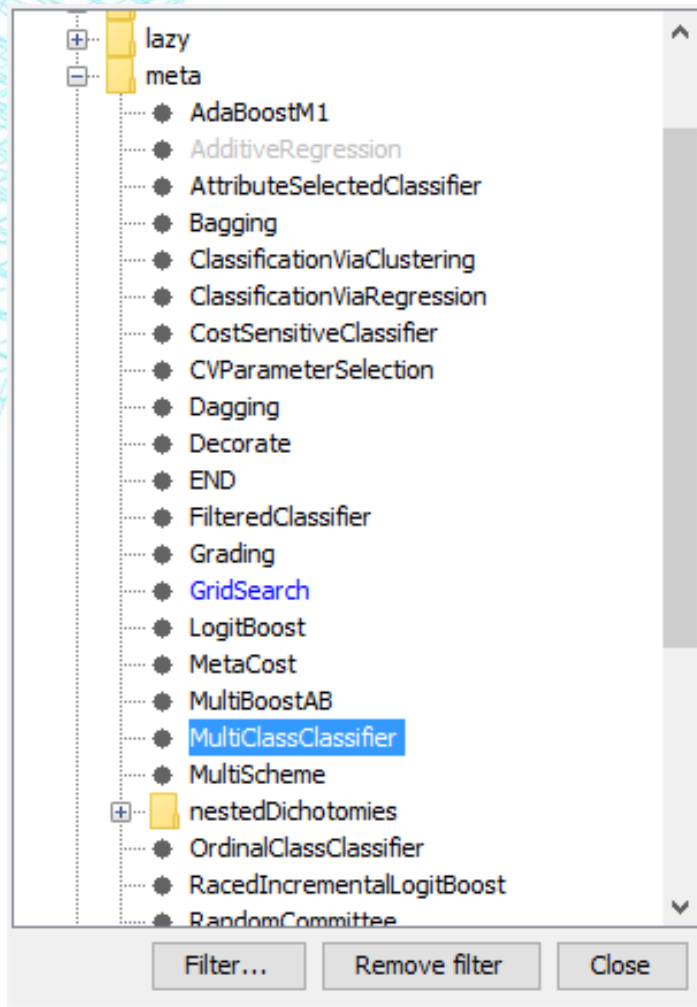 lazy
meta
AdaBoostM1
AdditiveRegression
AttributeSelectedClassifier
Bagging
ClassificationViaClustering
ClassificationViaRegression
CostSensitiveClassifier
CVParameterSelection
Dagging
Decorate
END
FilteredClassifier
Grading
GridSearch
LogitBoost
MetaCost
MultiBoostAB
MultiClassClassifier
MultiScheme
nestedDichotomies
OrdinalClassClassifier
RacedIncrementalLogitBoost
RandomCommittee
Filter... Remove filter Close